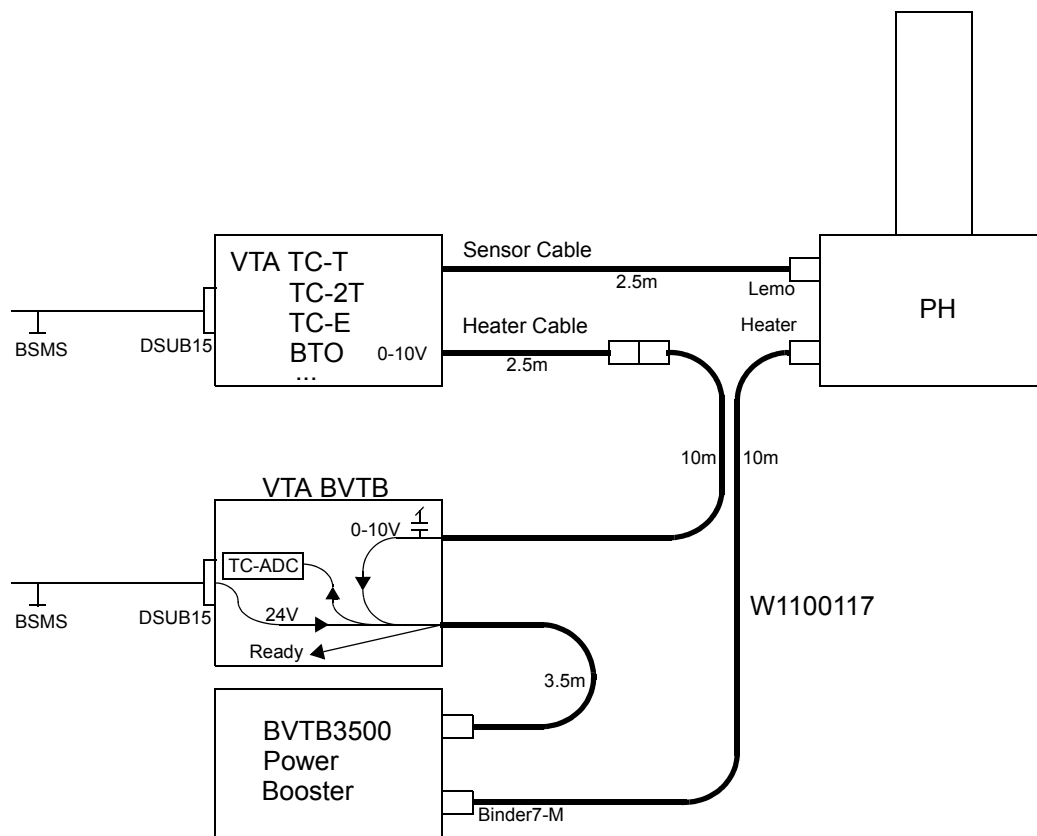 VTA TC-T
TC-2T
TC-E
BTO
...
0-10V
BSMS
DSUB15
Sensor Cable
2.5m
Lemo
Heater Cable
2.5m
Heater
PH
10m
10m
VTA BVTB
0-10V
TC-ADC
24V
Ready
BSMS
DSUB15
W1100117
3.5m
BVTB3500
Power
Booster
Binder7-M